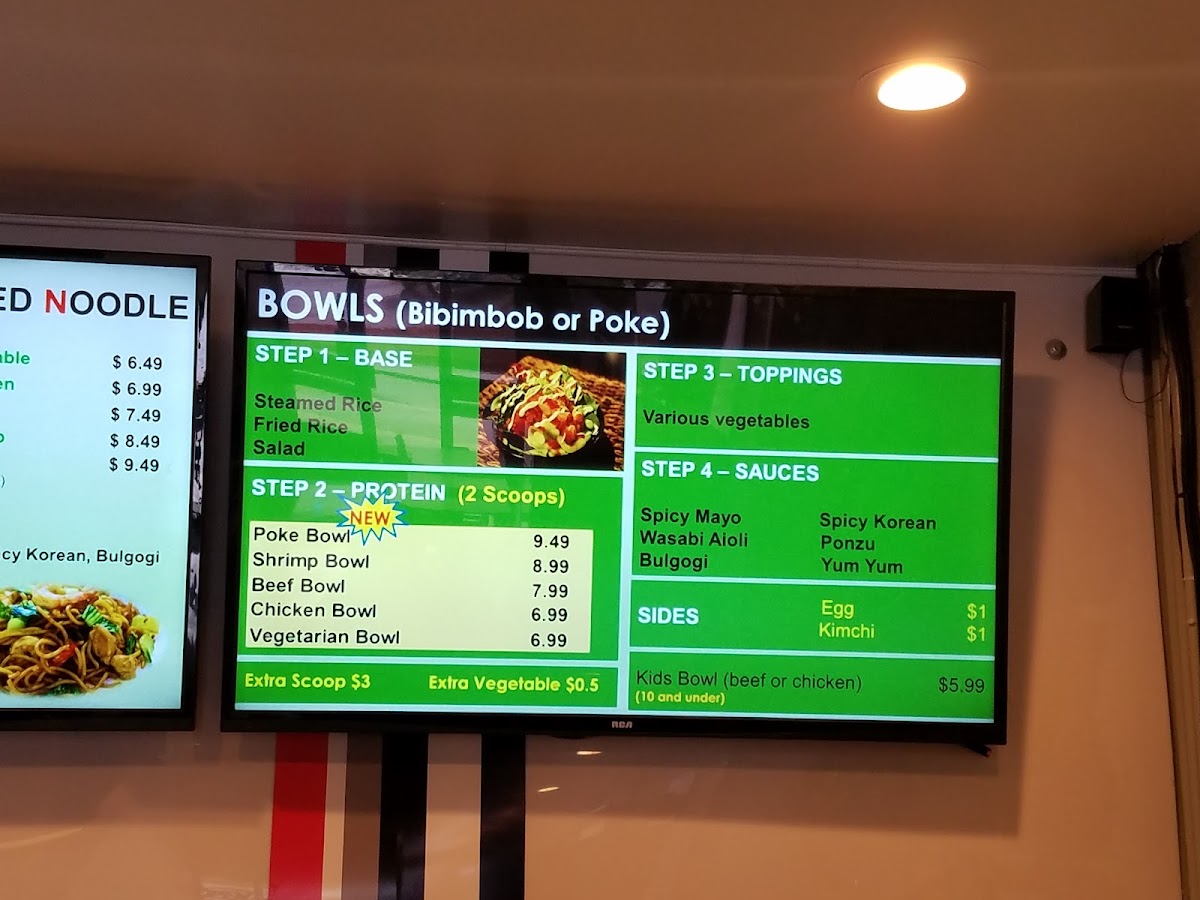 ED NOODLE
$ 6.49
$ 6.99
$ 7.49
$ 8.49
$ 9.49
Korean, Bulgogi
BOWLS (Bibimbob or Poke)
STEP 1 – BASE
Steamed Rice
Fried Rice
Salad
STEP 2 – PROTEIN (2 Scoops)
NEW
Poke Bowl 9.49
Shrimp Bowl 8.99
Beef Bowl 7.99
Chicken Bowl 6.99
Vegetarian Bowl 6.99
Extra Scoop $3 Extra Vegetable $0.5
STEP 3 – TOPPINGS
Various vegetables
STEP 4 – SAUCES
Spicy Mayo Spicy Korean
Wasabi Aioli Ponzu
Bulgogi Yum Yum
SIDES
Egg $1
Kimchi $1
Kids Bowl (beef or chicken) $5.99
(10 and under)
RCA